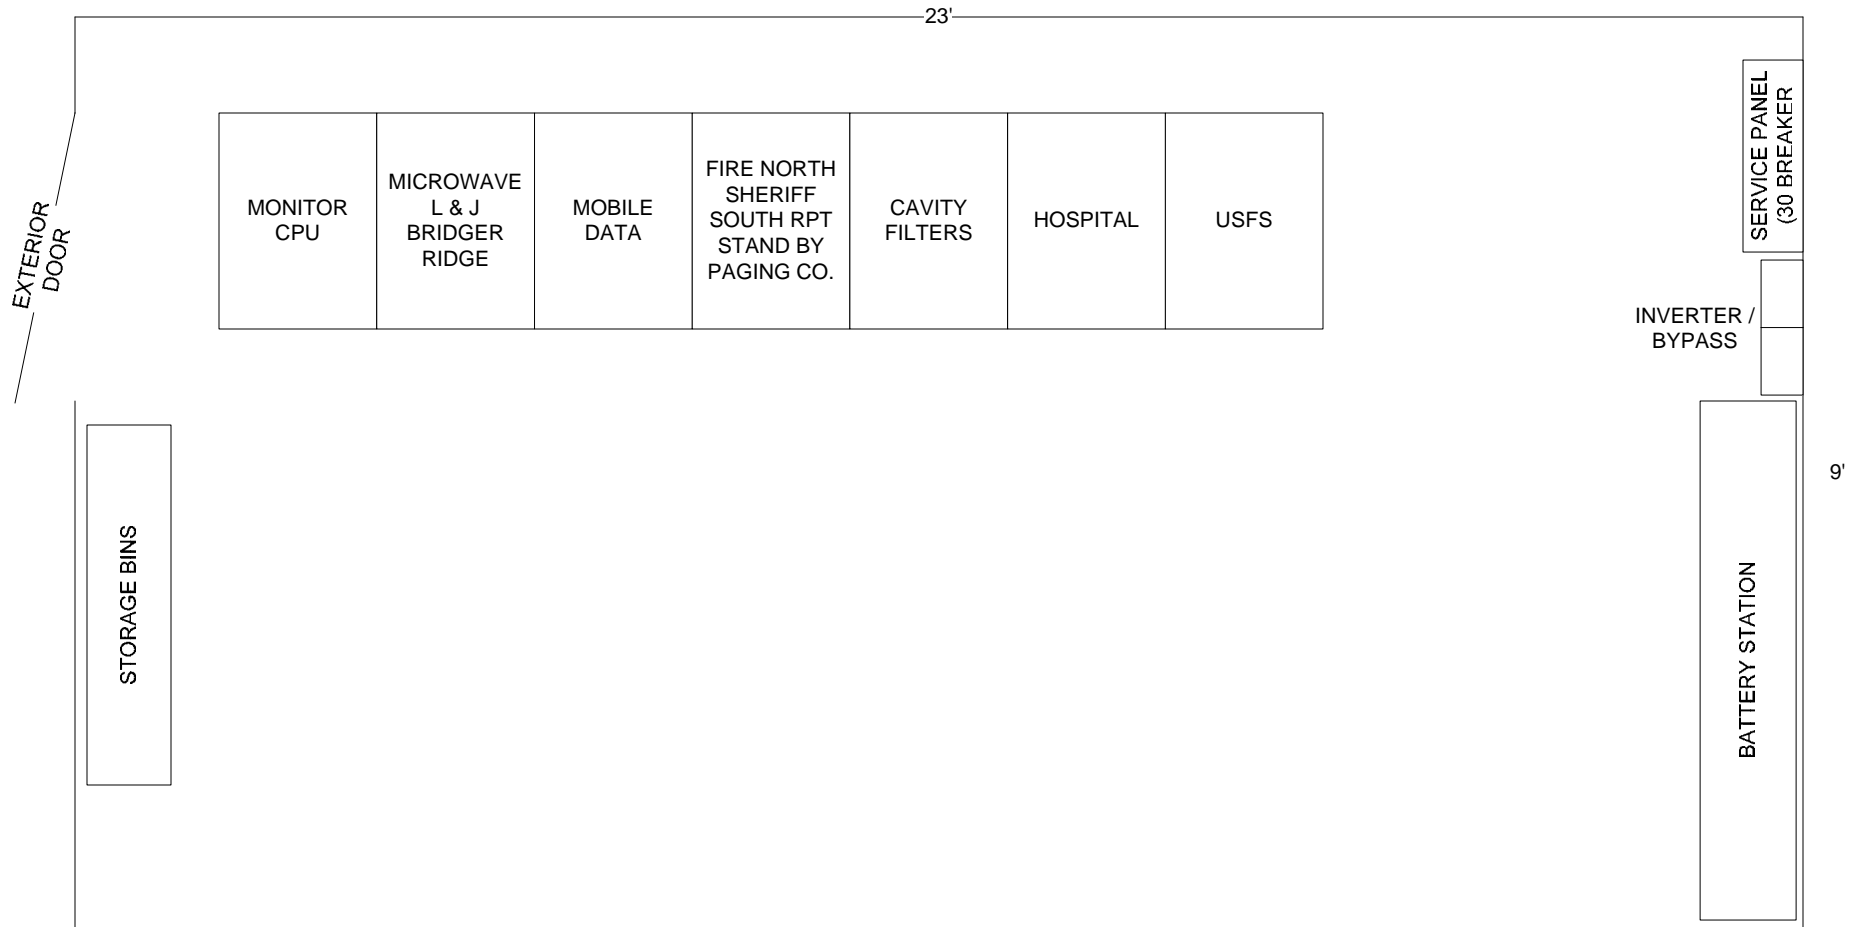 23'
EXTERIOR
DOOR
MONITOR
CPU
MICROWAVE
L & J
BRIDGER
RIDGE
MOBILE
DATA
FIRE NORTH
SHERIFF
SOUTH RPT
STAND BY
PAGING CO.
CAVITY
FILTERS
HOSPITAL
USFS
SERVICE PANEL
(30 BREAKER
INVERTER /
BYPASS
9'
STORAGE BINS
BATTERY STATION